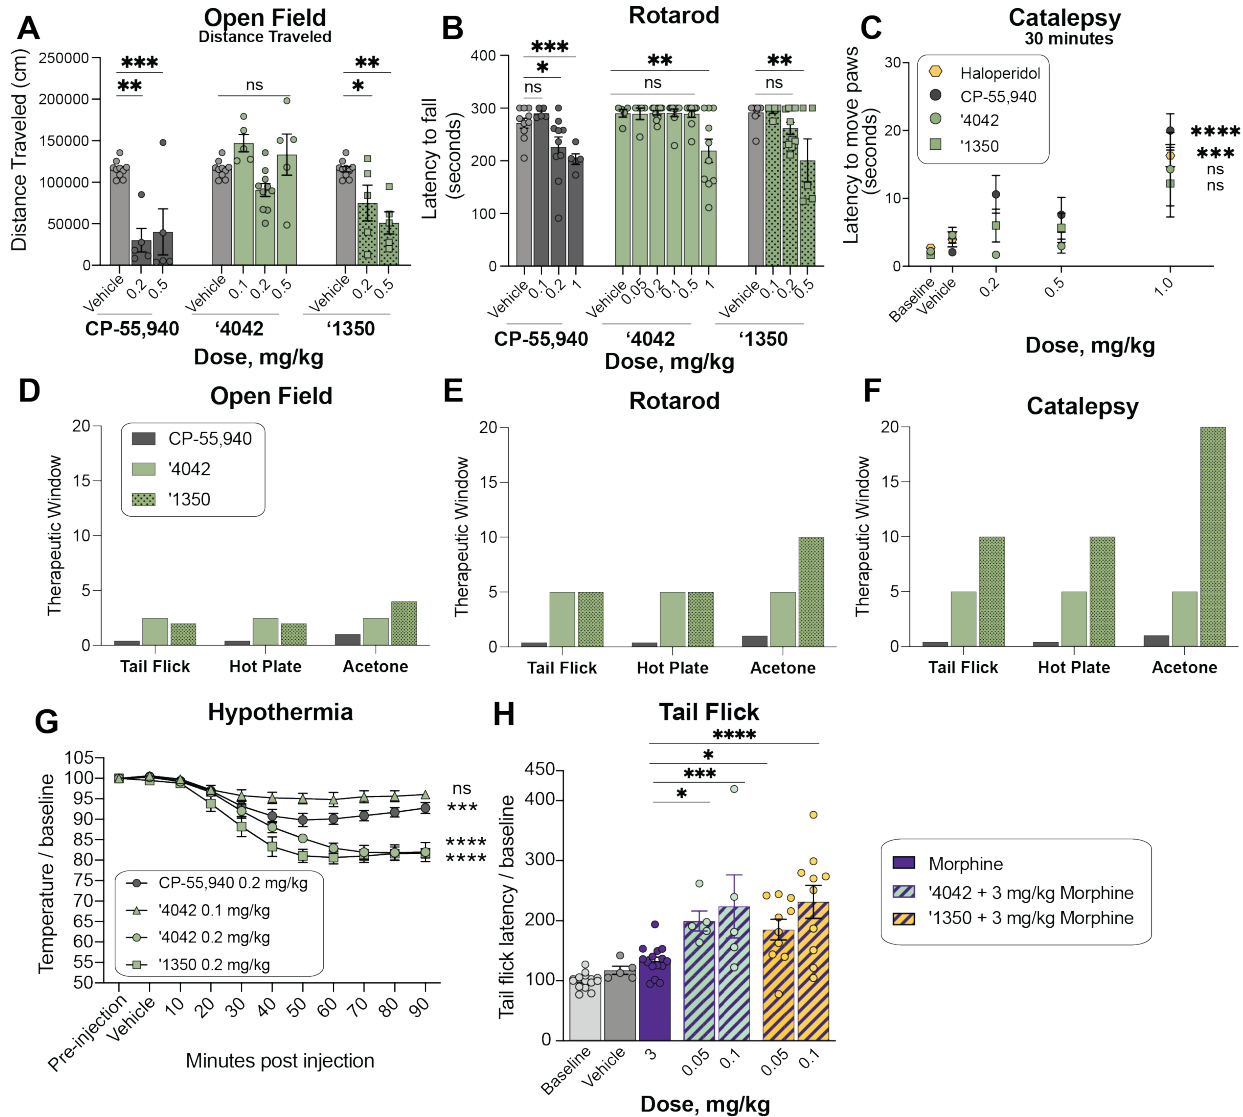 A
Open Field
Distance Traveled
***
**
ns
**
*
Distance Traveled (cm)
250000
200000
150000
100000
50000
0
Vehicle
0.2
0.5
Vehicle
0.1
0.2
0.5
Vehicle
0.2
0.5
CP-55,940
‘4042
‘1350
Dose, mg/kg
B
Rotarod
***
*
ns
**
ns
**
ns
Latency to fall
(seconds)
400
300
200
100
0
Vehicle
0.1
0.2
1
Vehicle
0.05
0.2
0.1
0.5
1
Vehicle
0.1
0.2
0.5
CP-55,940
‘4042
‘1350
Dose, mg/kg
C
Catalepsy
30 minutes
Haloperidol
CP-55,940
'4042
'1350
****
***
ns
ns
Latency to move paws
(seconds)
30
20
10
0
Baseline
Vehicle
0.2
0.5
1.0
Dose, mg/kg
D
Open Field
CP-55,940
'4042
'1350
Therapeutic Window
20
15
10
5
0
Tail Flick
Hot Plate
Acetone
E
Rotarod
Therapeutic Window
20
15
10
5
0
Tail Flick
Hot Plate
Acetone
F
Catalepsy
Therapeutic Window
20
15
10
5
0
Tail Flick
Hot Plate
Acetone
G
Hypothermia
Temperature / baseline
105
100
95
90
85
80
75
70
65
60
55
50
ns
***
****
****
CP-55,940 0.2 mg/kg
'4042 0.1 mg/kg
'4042 0.2 mg/kg
'1350 0.2 mg/kg
Pre-injection
Vehicle
10
20
30
40
50
60
70
80
90
Minutes post injection
H
Tail Flick
****
*
***
*
Tail flick latency / baseline
450
400
300
200
100
0
Baseline
Vehicle
3
0.05
0.1
0.05
0.1
Dose, mg/kg
Morphine
'4042 + 3 mg/kg Morphine
'1350 + 3 mg/kg Morphine